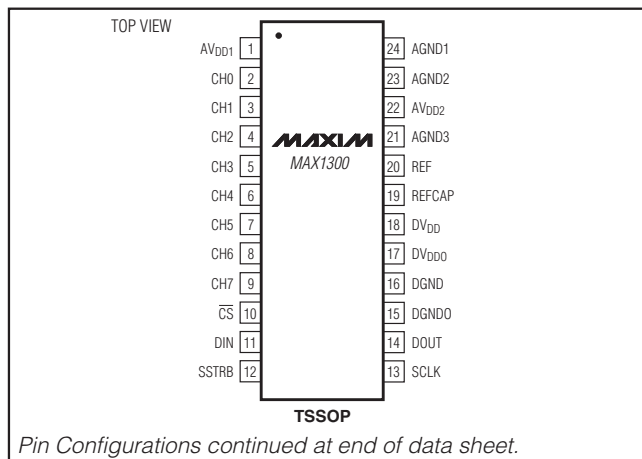 TOP VIEW
AVDD1 1 24 AGND1
CH0 2 23 AGND2
CH1 3 22 AVDD2
CH2 4 MAXIM 21 AGND3
CH3 5 MAX1300 20 REF
CH4 6 19 REFCAP
CH5 7 18 DVDD
CH6 8 17 DVDDO
CH7 9 16 DGND
CS 10 15 DGNDO
DIN 11 14 DOUT
SSTRB 12 13 SCLK
TSSOP
Pin Configurations continued at end of data sheet.